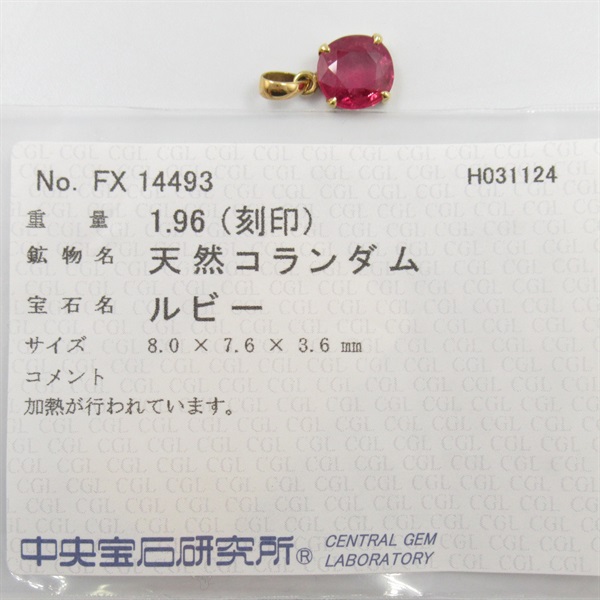 No. FX 14493 H031124
重量 1.96 (刻印)
鉱物名 天然コランダム
宝石名 ルビー
サイズ 8.0 × 7.6 × 3.6 mm
コメント
加熱が行われています。
中央宝石研究所® CENTRAL GEM
LABORATORY